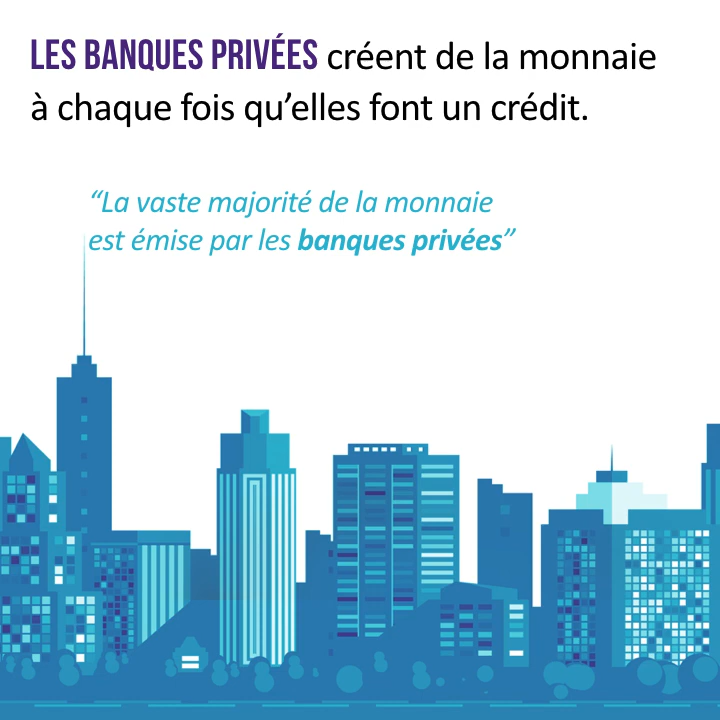 LES BANQUES PRIVÉES créent de la monnaie
à chaque fois qu’elles font un crédit.
“La vaste majorité de la monnaie
est émise par les banques privées”